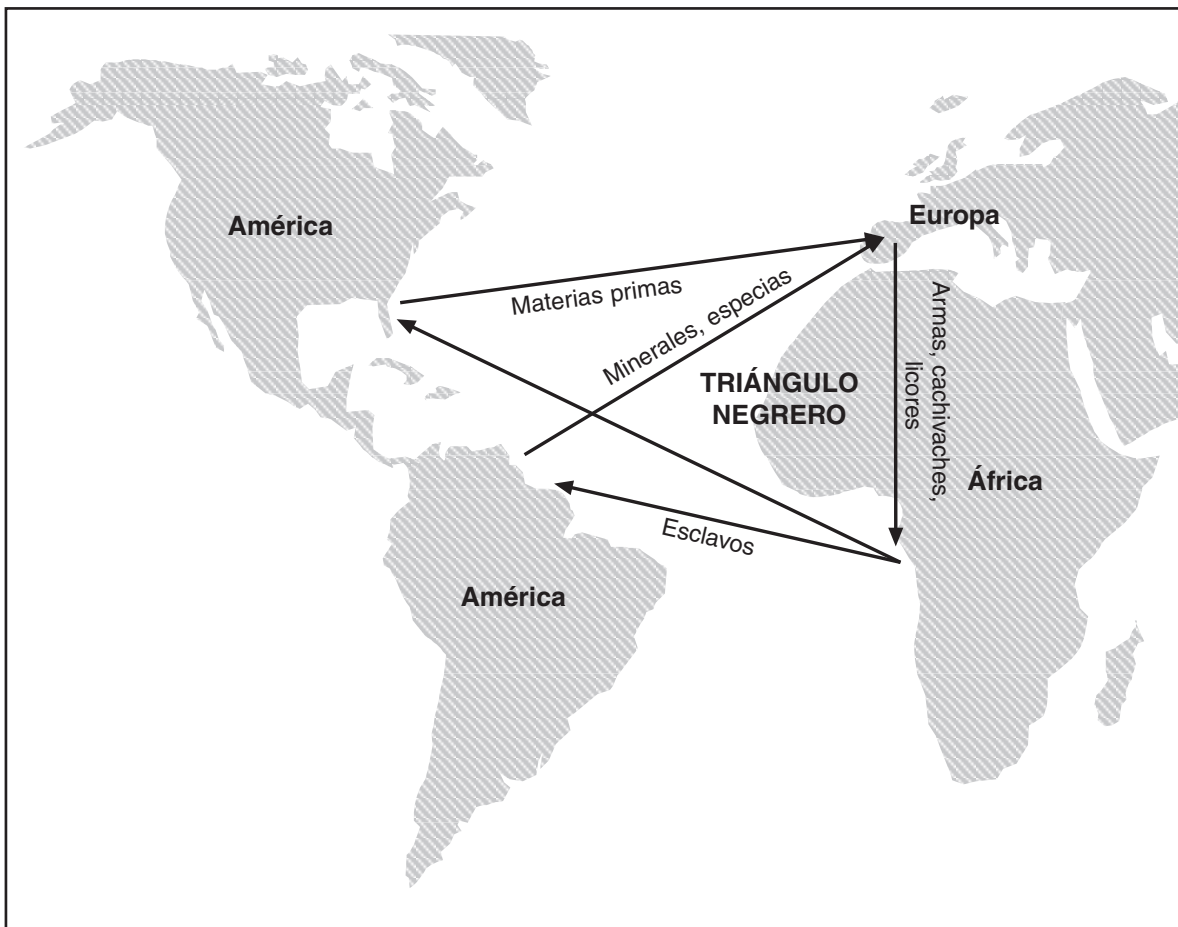 América
Europa
Materias primas
Minerales, especias
Armas, cachivaches,
licores
TRIÁNGULO
NEGRERO
África
Esclavos
América